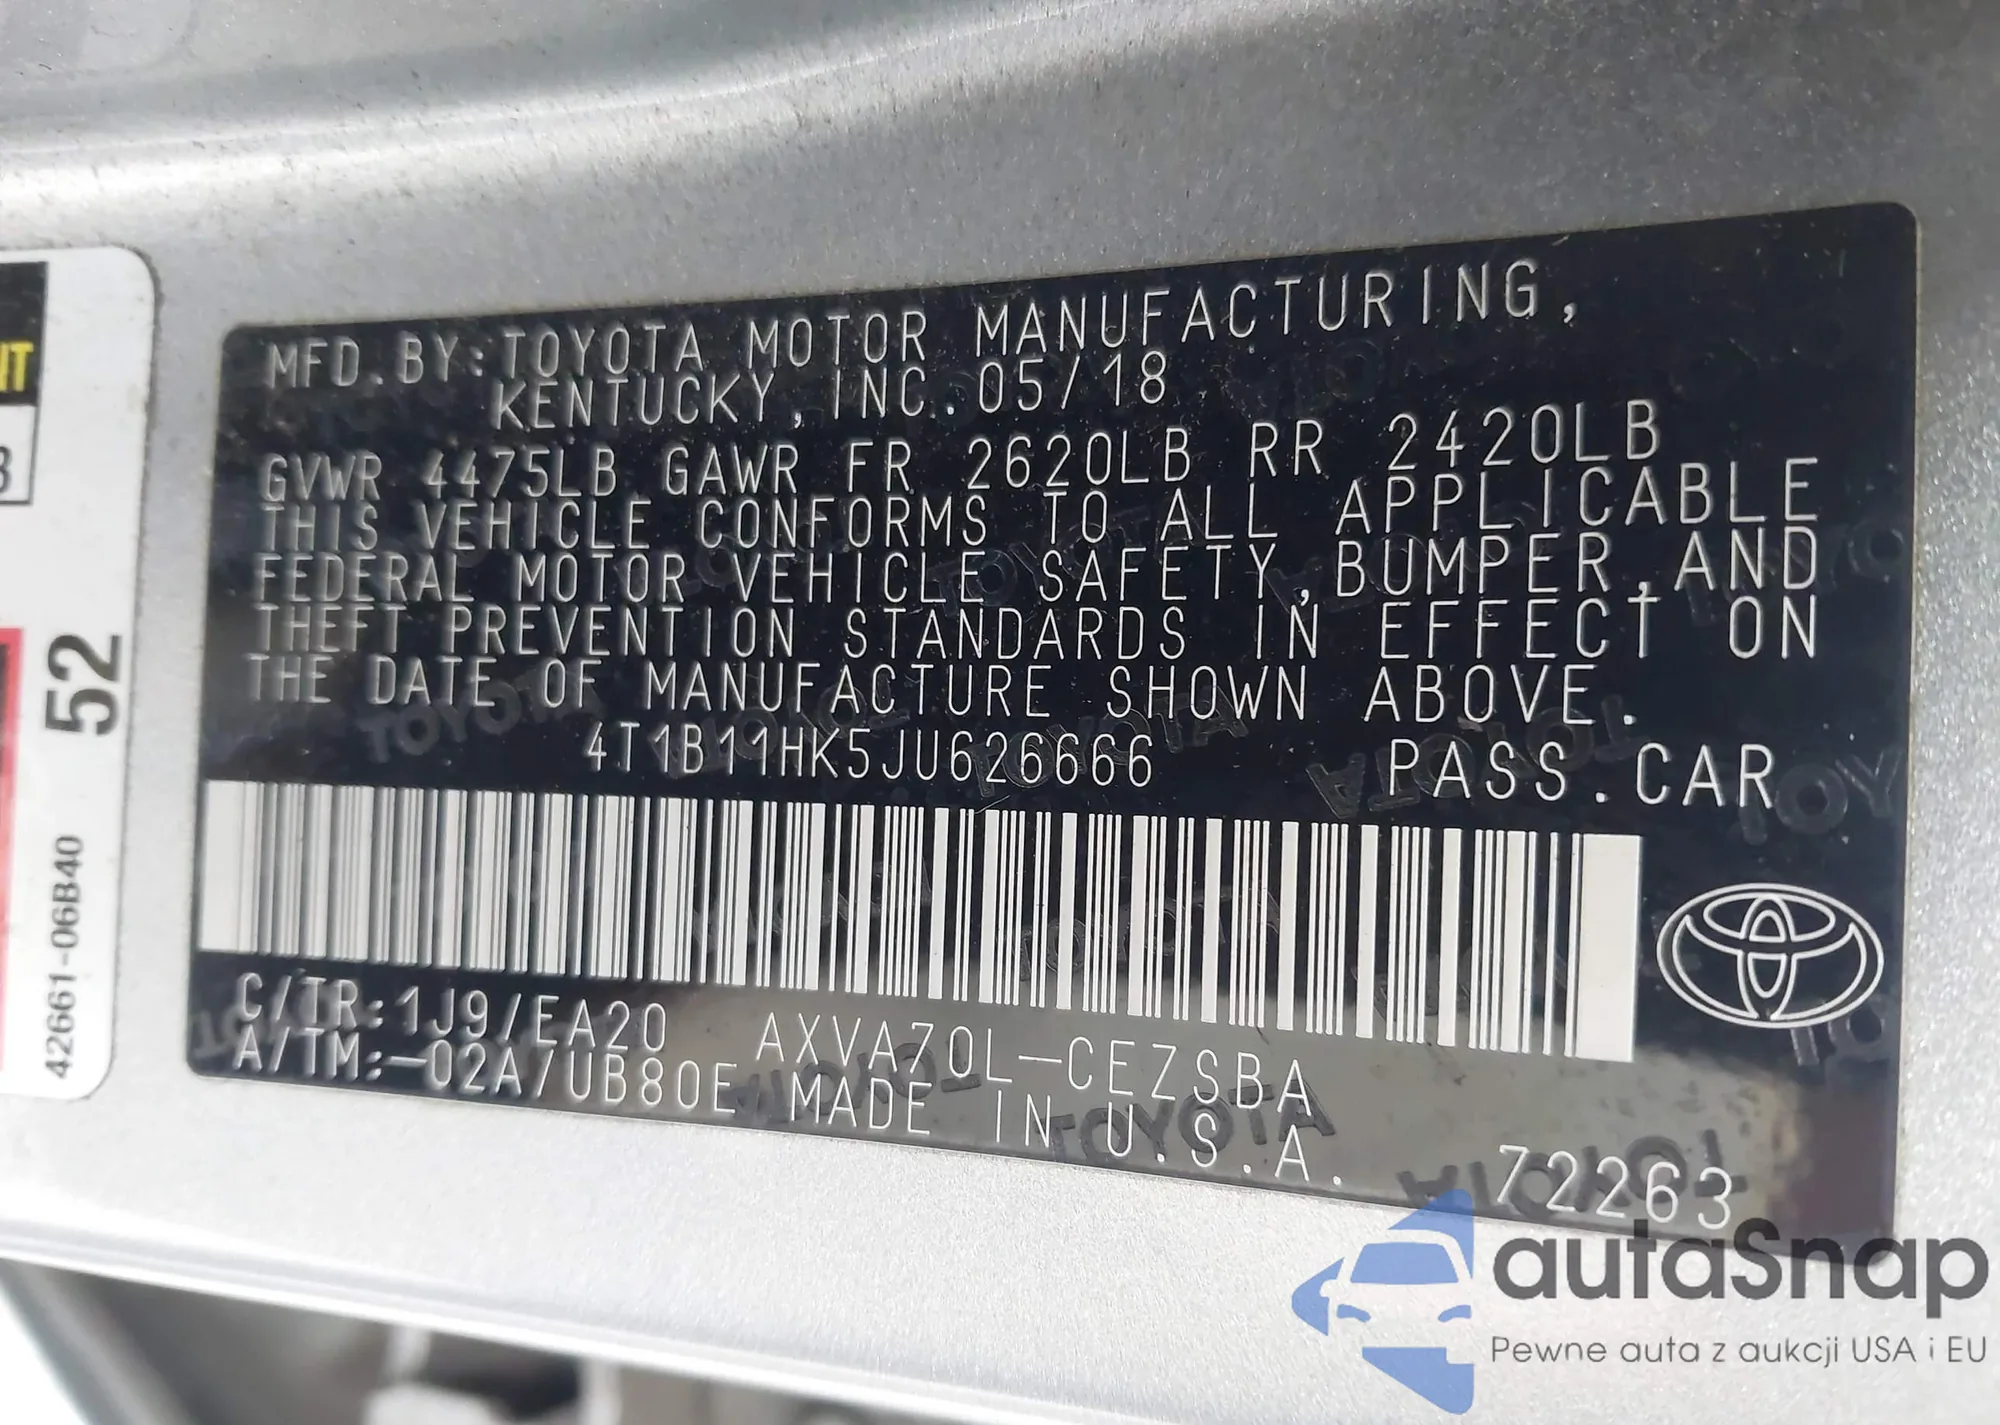 MFD.BY:TOYOTA MOTOR MANUFACTURING,
KENTUCKY, INC. 05/18
GVWR 4475LB GAWR FR 2620LB RR 2420LB
THIS VEHICLE CONFORMS TO ALL APPLICABLE
FEDERAL MOTOR VEHICLE SAFETY,BUMPER,AND
THEFT PREVENTION STANDARDS IN EFFECT ON
THE DATE OF MANUFACTURE SHOWN ABOVE.
4T1B11HK5JU626666 PASS.CAR
C/TR:1J9/EA20 AXVA70L-CEZSBA
A/TM:-02A/UB80E MADE IN U.S.A. 72263
52
42661-06B40
autaSnap
Pewne auta z aukcji USA i EU